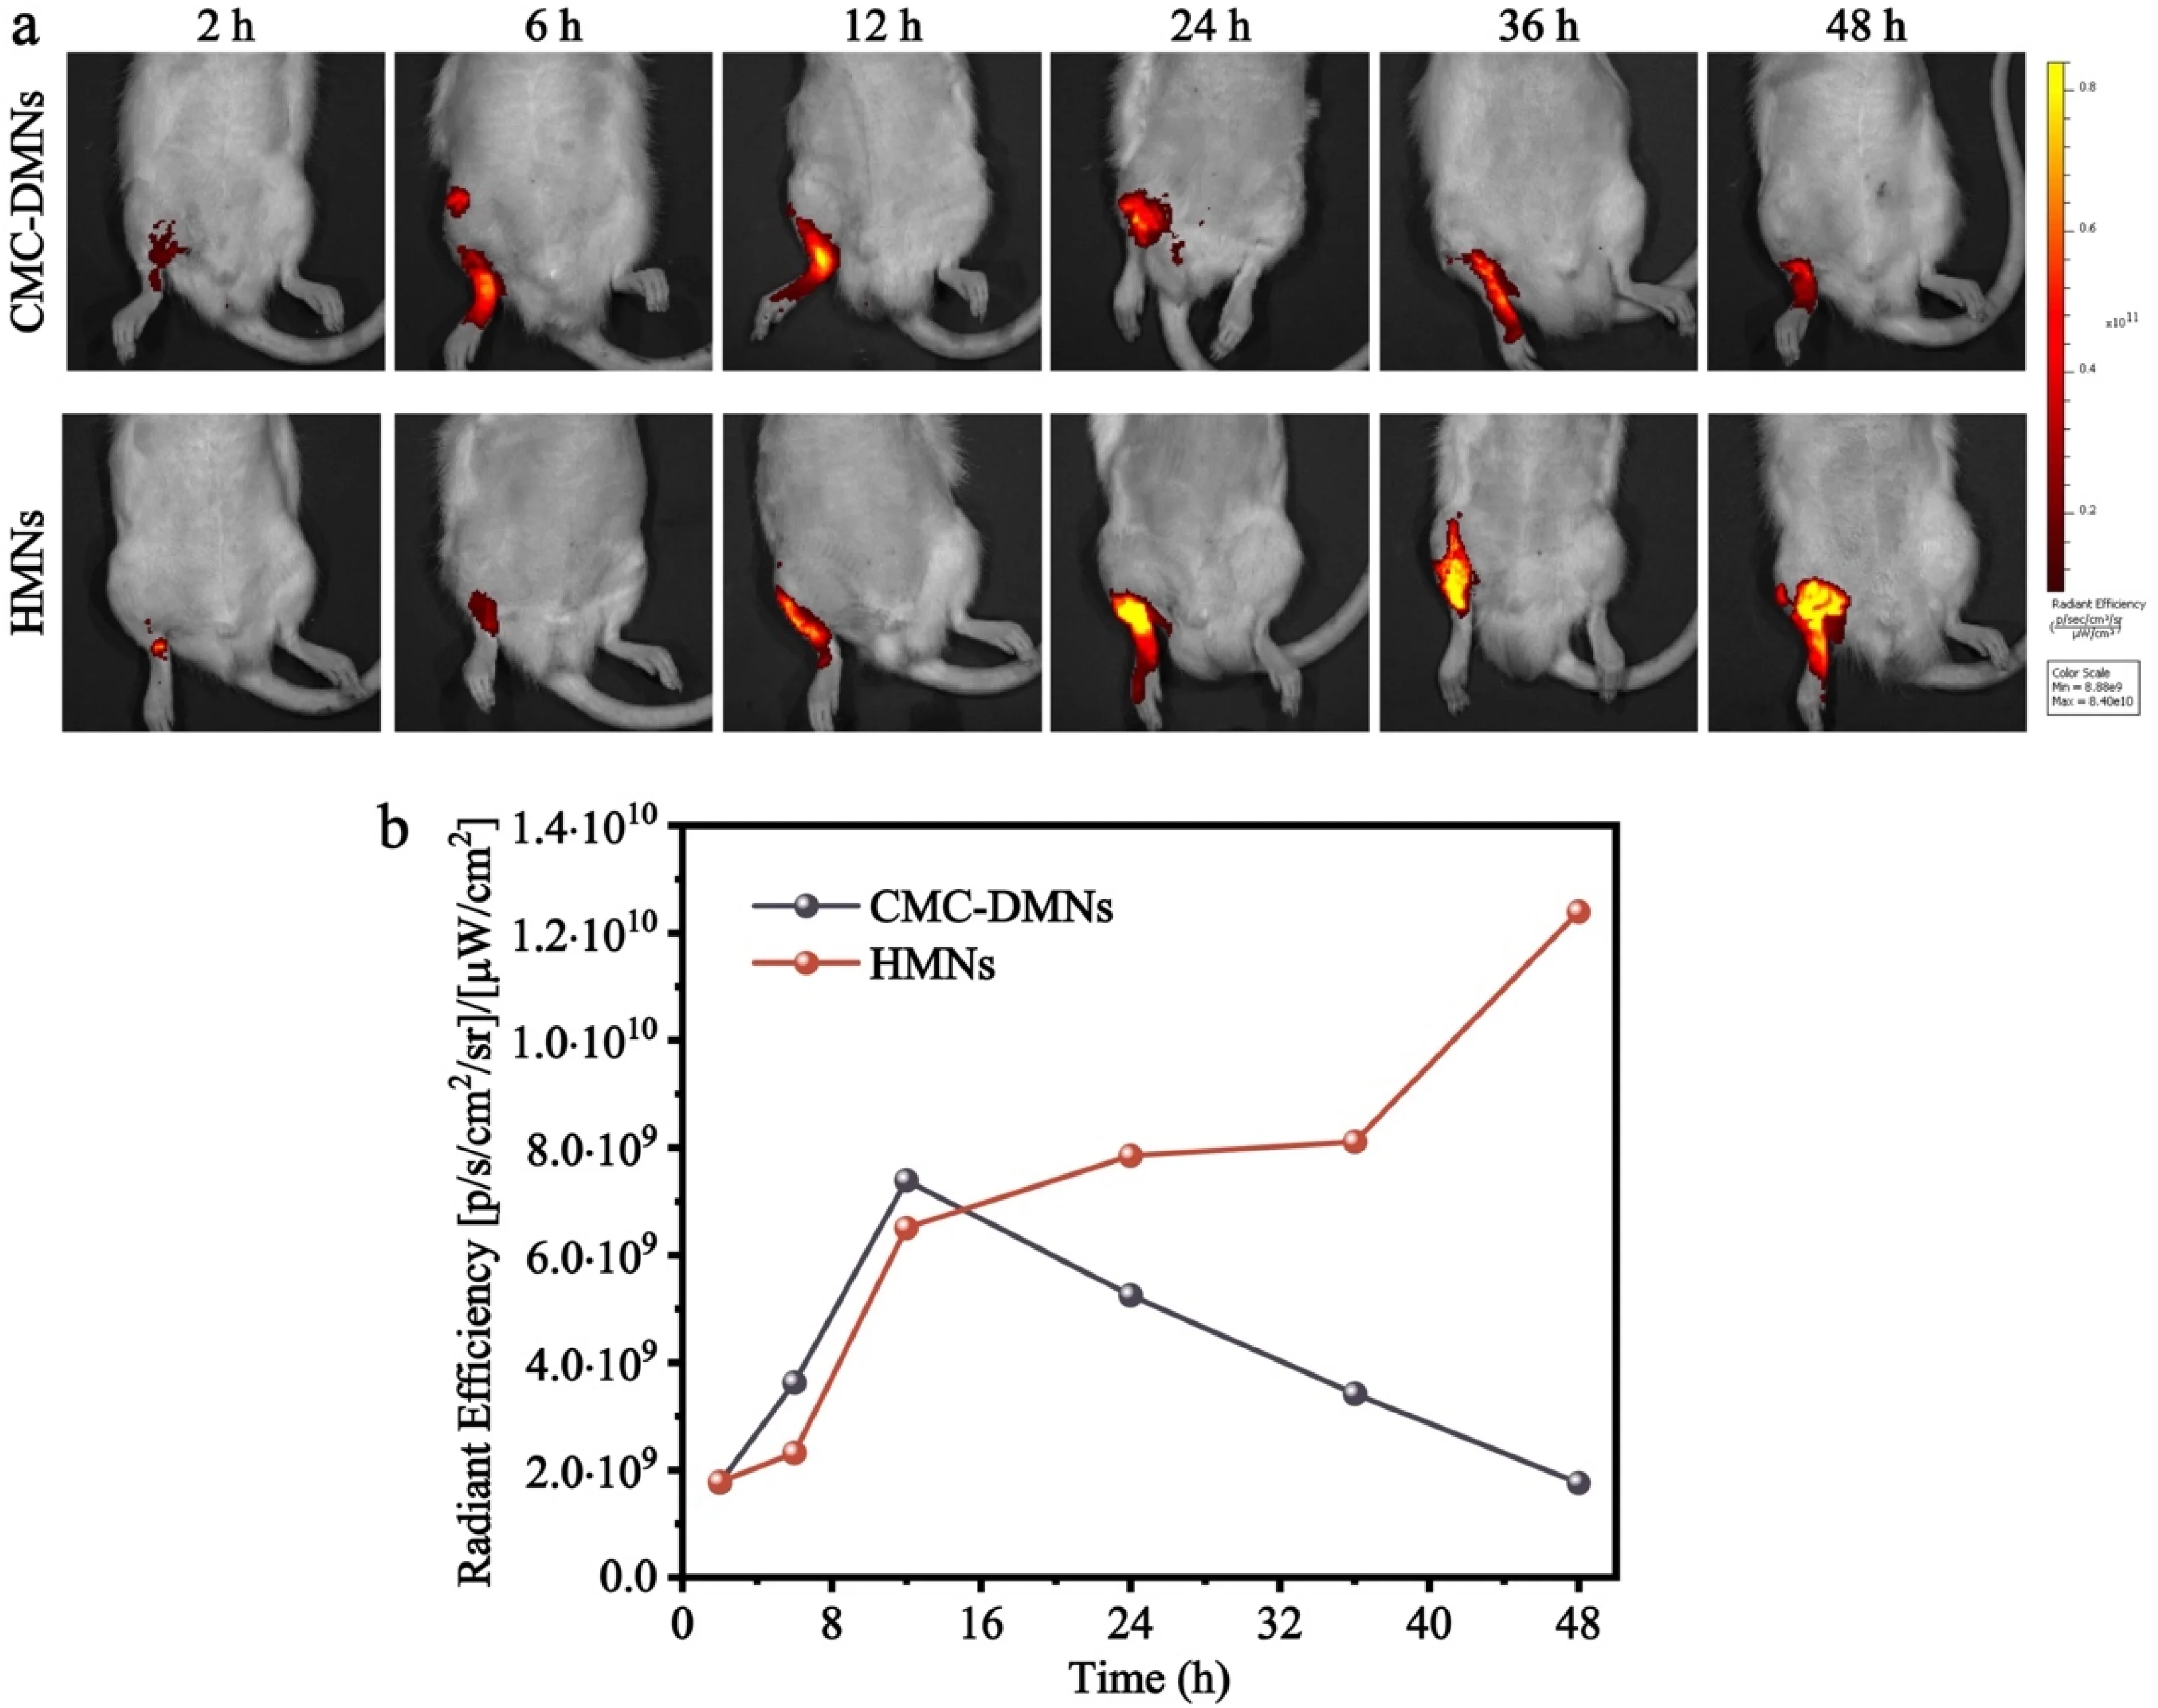 a
2 h 6 h 12 h 24 h 36 h 48 h
CMC-DMNs
HMNs
0.8
0.6
x10¹¹
0.4
0.2
Radiant Efficiency
Color Scale
Min = 8.88e9
Max = 8.40e10
b
Radiant Efficiency [p/s/cm²/sr]/[μW/cm²]
1.4·10¹⁰
1.2·10¹⁰
1.0·10¹⁰
8.0·10⁹
6.0·10⁹
4.0·10⁹
2.0·10⁹
0.0
CMC-DMNs
HMNs
0 8 16 24 32 40 48
Time (h)